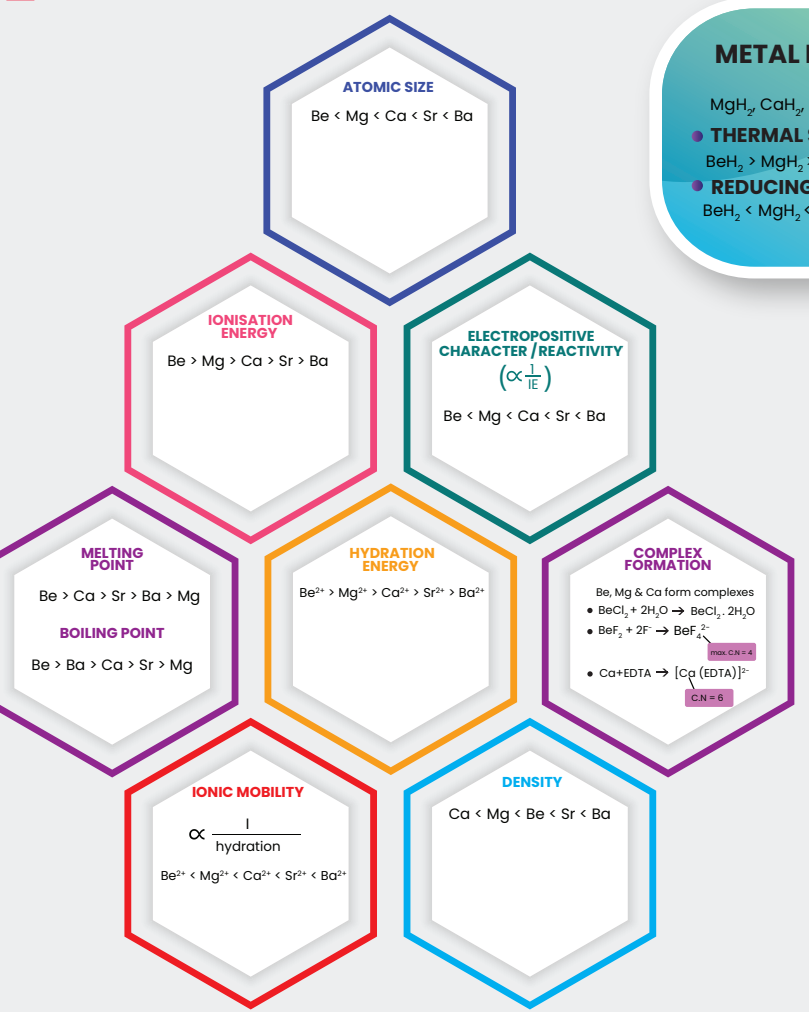 ATOMIC SIZE
Be < Mg < Ca < Sr < Ba
METAL
MgH₂, CaH₂,
THERMAL
BeH₂ > MgH₂ >
REDUCING
BeH₂ < MgH₂ <
IONISATION
ENERGY
Be > Mg > Ca > Sr > Ba
ELECTROPOSITIVE
CHARACTER /REACTIVITY
(∝ 1/IE)
Be < Mg < Ca < Sr < Ba
MELTING
POINT
Be > Ca > Sr > Ba > Mg
BOILING POINT
Be > Ba > Ca > Sr > Mg
HYDRATION
ENERGY
Be²⁺ > Mg²⁺ > Ca²⁺ > Sr²⁺ > Ba²⁺
COMPLEX
FORMATION
Be, Mg & Ca form complexes
• BeCl₂ + 2H₂O → BeCl₂ . 2H₂O
• BeF₂ + 2F⁻ → BeF₄²⁻
max. C.N = 4
• Ca+EDTA → [Ca (EDTA)]²⁻
C.N = 6
IONIC MOBILITY
∝ I/hydration
Be²⁺ < Mg²⁺ < Ca²⁺ < Sr²⁺ < Ba²⁺
DENSITY
Ca < Mg < Be < Sr < Ba